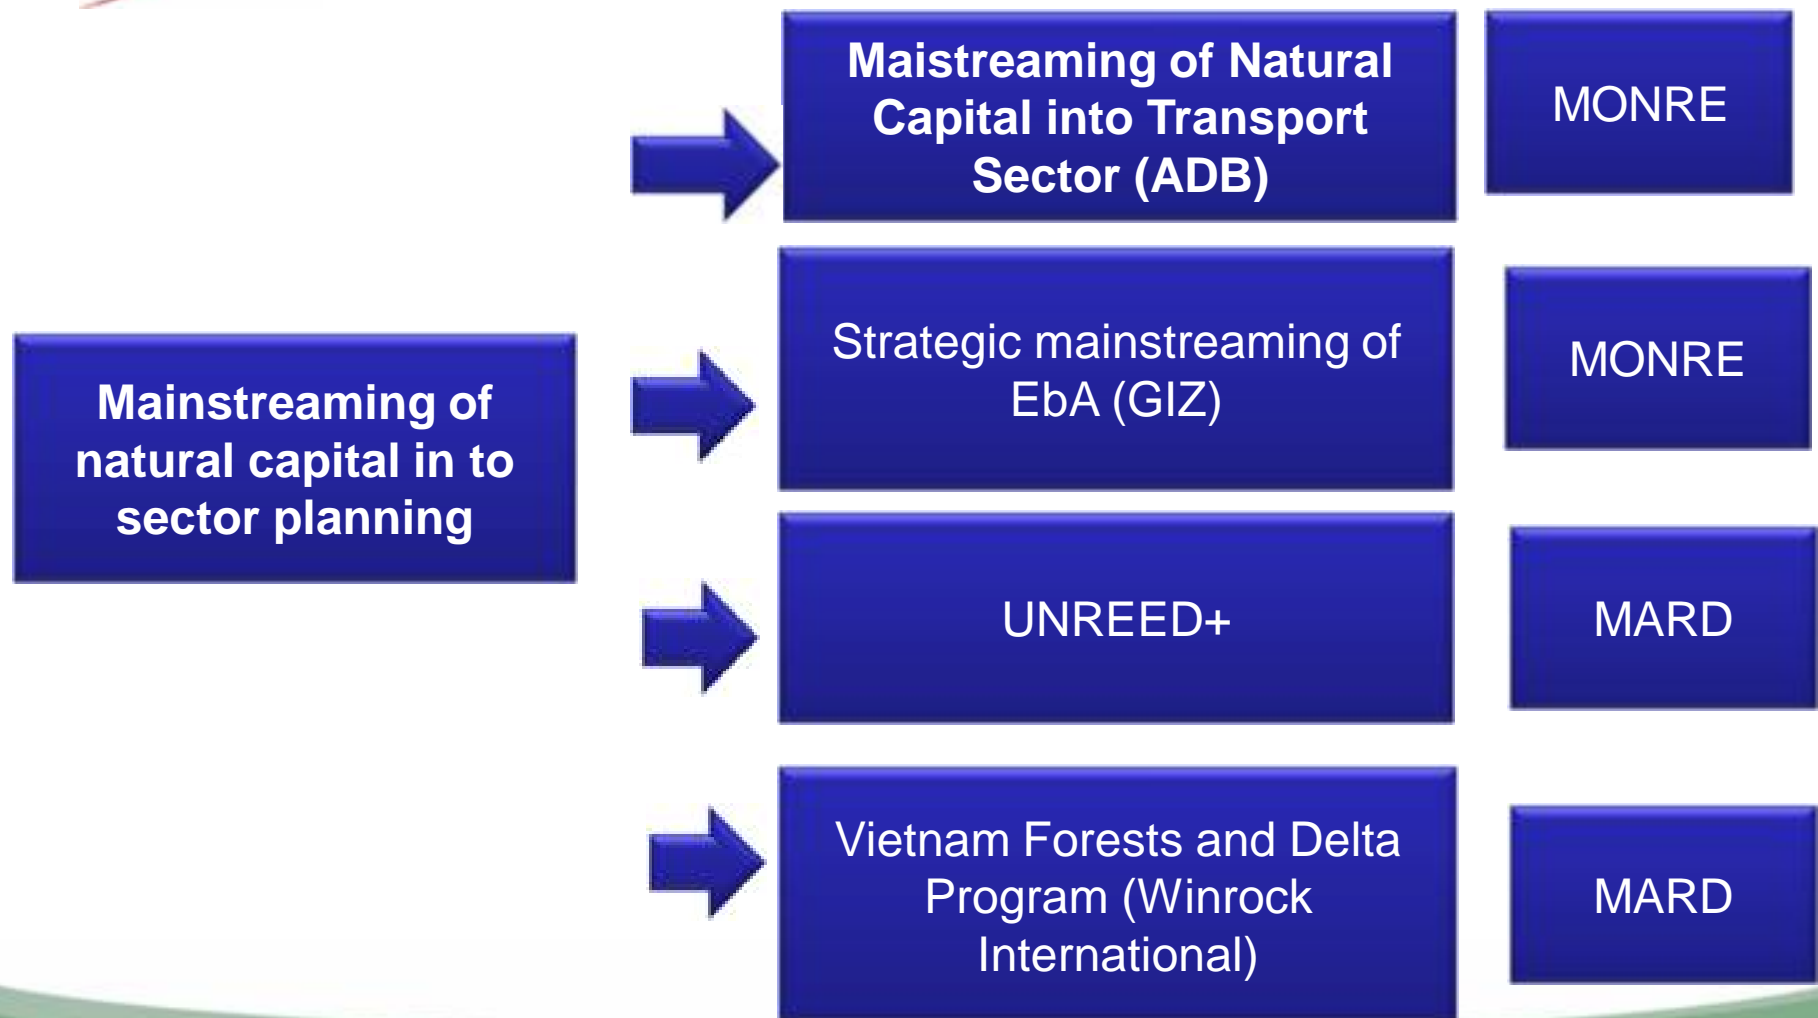 Maistreaming of Natural
Capital into Transport
Sector (ADB)
MONRE
Strategic mainstreaming of
EbA (GIZ)
MONRE
Mainstreaming of
natural capital in to
sector planning
UNREED+
MARD
Vietnam Forests and Delta
Program (Winrock
International)
MARD